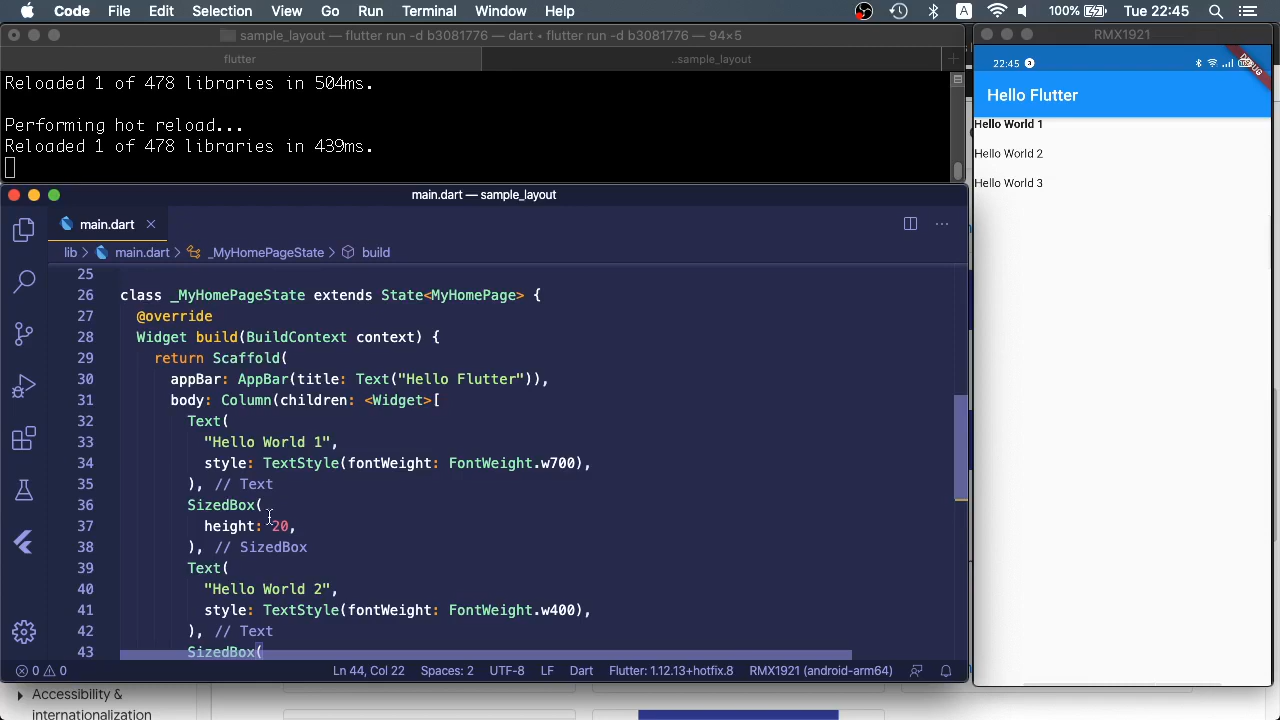 Code File Edit Selection View Go Run Terminal Window Help A 100% Tue 22:45
sample_layout — flutter run -d b3081776 — dart • flutter run -d b3081776 — 94×5
flutter ..sample_layout
Reloaded 1 of 478 libraries in 504ms.
Performing hot reload...
Reloaded 1 of 478 libraries in 439ms.
main.dart — sample_layout
main.dart
lib > main.dart > _MyHomePageState > build
25
26 class _MyHomePageState extends State<MyHomePage> {
27 @override
28 Widget build(BuildContext context) {
29 return Scaffold(
30 appBar: AppBar(title: Text("Hello Flutter")),
31 body: Column(children: <Widget>[
32 Text(
33 "Hello World 1",
34 style: TextStyle(fontWeight: FontWeight.w700),
35 ), // Text
36 SizedBox(
37 height: 20,
38 ), // SizedBox
39 Text(
40 "Hello World 2",
41 style: TextStyle(fontWeight: FontWeight.w400),
42 ), // Text
43 SizedBox(
0 0 Ln 44, Col 22 Spaces: 2 UTF-8 LF Dart Flutter: 1.12.13+hotfix.8 RMX1921 (android-arm64)
RMX1921
22:45
DEBUG
Hello Flutter
Hello World 1
Hello World 2
Hello World 3
Accessibility &
internationalization